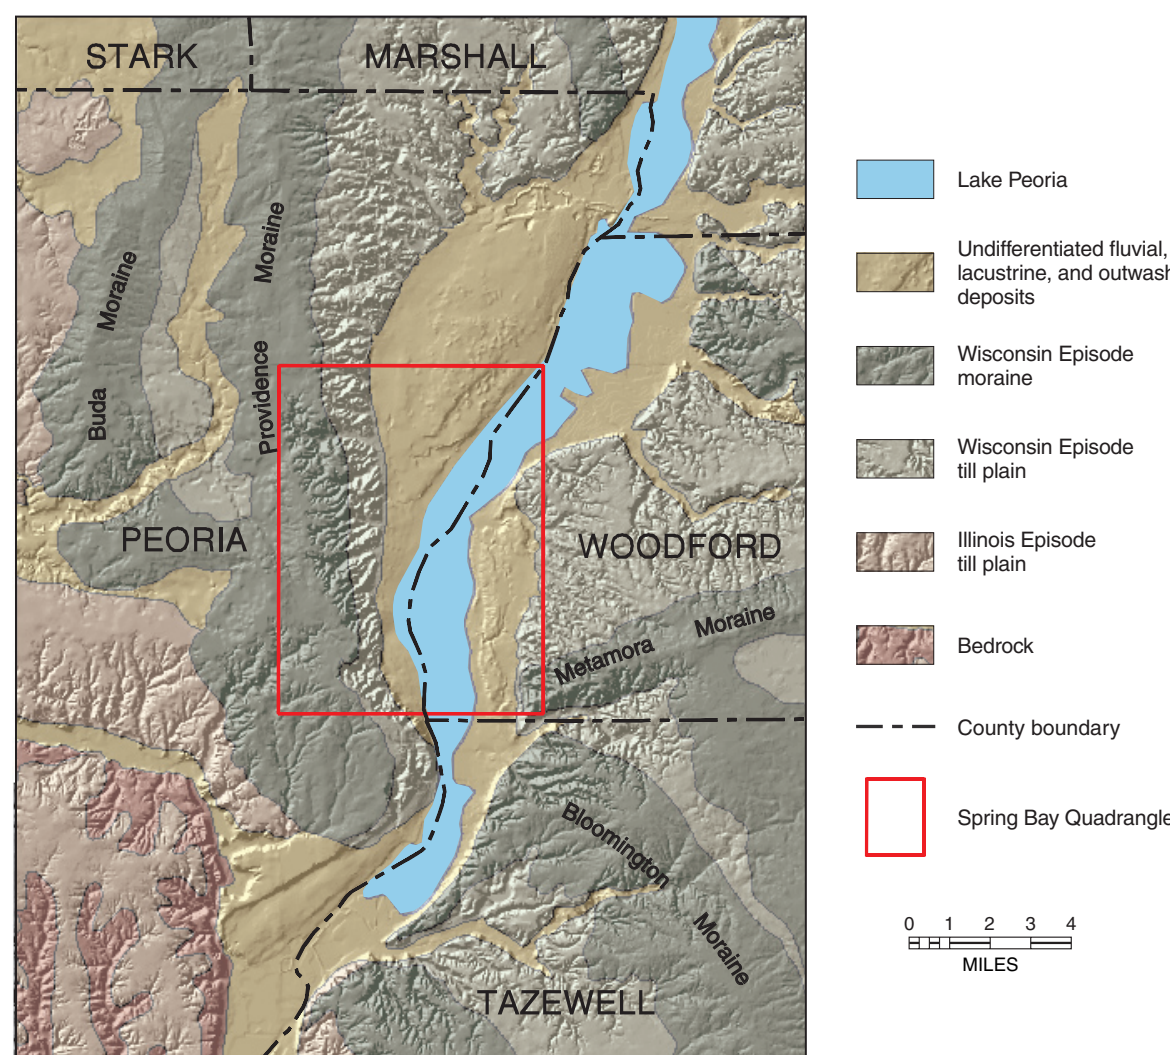 STARK
MARSHALL
Moraine
Moraine
Buda
Providence
PEORIA
WOODFORD
Metamora
Moraine
Bloomington
Moraine
TAZEWELL
Lake Peoria
Undifferentiated fluvial,
lacustrine, and outwash
deposits
Wisconsin Episode
moraine
Wisconsin Episode
till plain
Illinois Episode
till plain
Bedrock
County boundary
Spring Bay Quadrangle
0 1 2 3 4
MILES